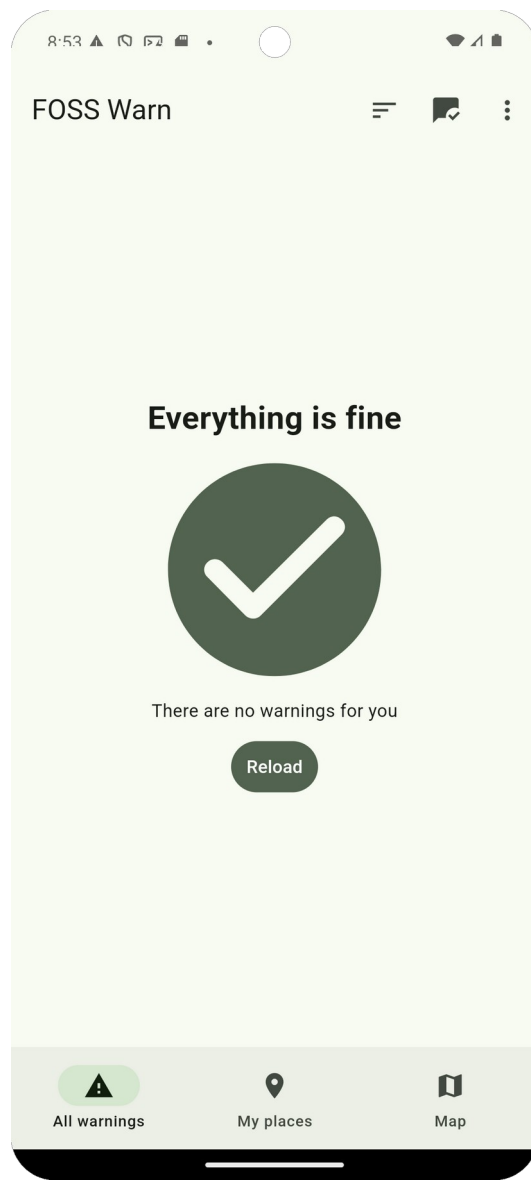 8:53
FOSS Warn
Everything is fine
There are no warnings for you
Reload
All warnings
My places
Map